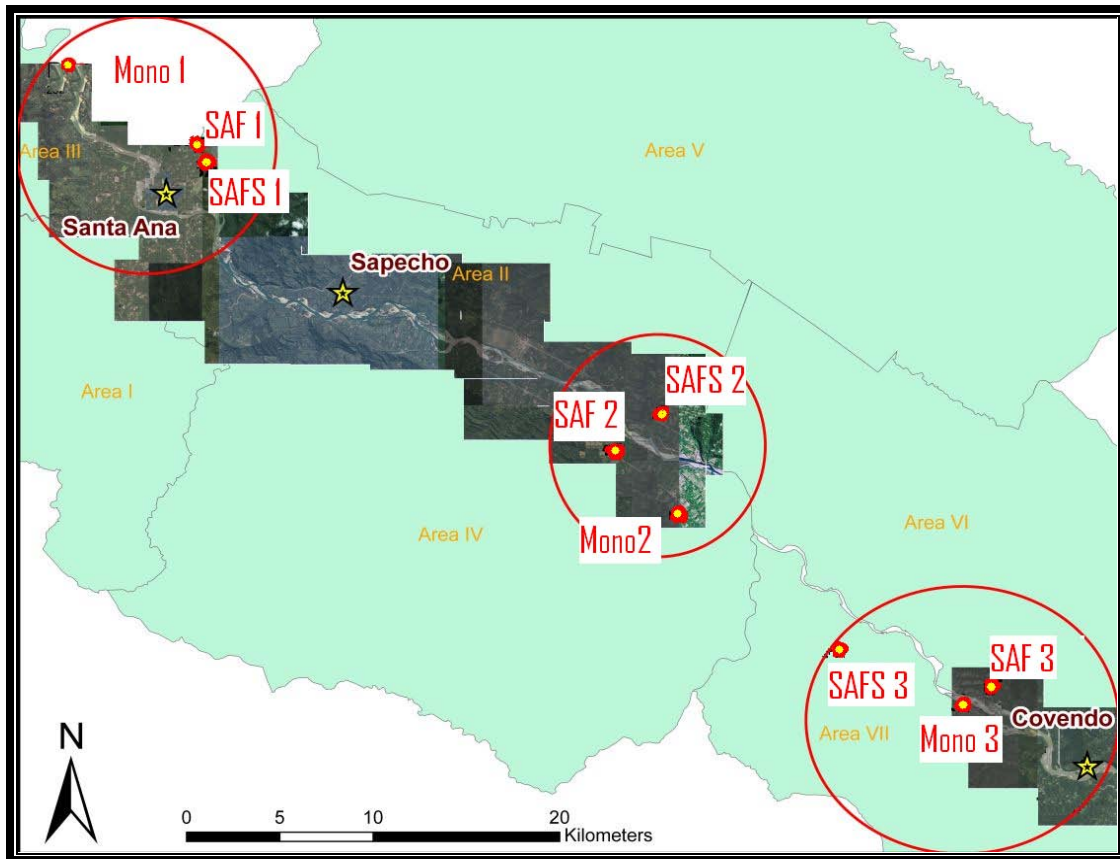 Mono 1
SAF 1
Area III
Area V
SAFS 1
Santa Ana
Sapecho
Area II
Area I
SAFS 2
SAF 2
Area IV
Mono2
Area VI
SAF 3
SAFS 3
Covendo
Area VII
Mono 3
N
0 5 10 20
Kilometers